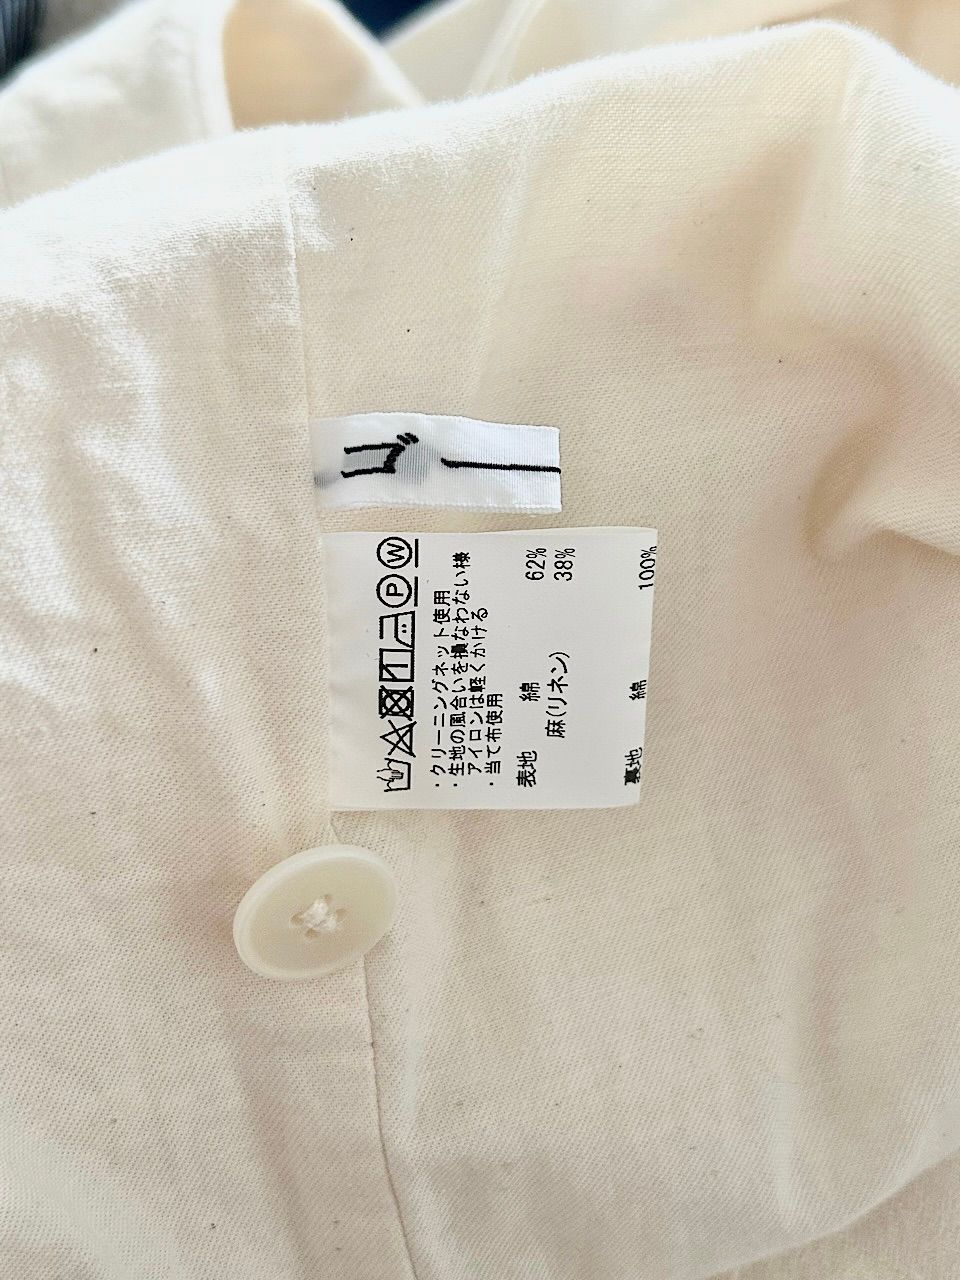 ゴー
P W
・クリーニングネット使用
・生地の風合いを損なわない様
アイロンは軽くかける
・当て布使用
表地 綿 62%
麻(リネン) 38%
裏地 綿 100%